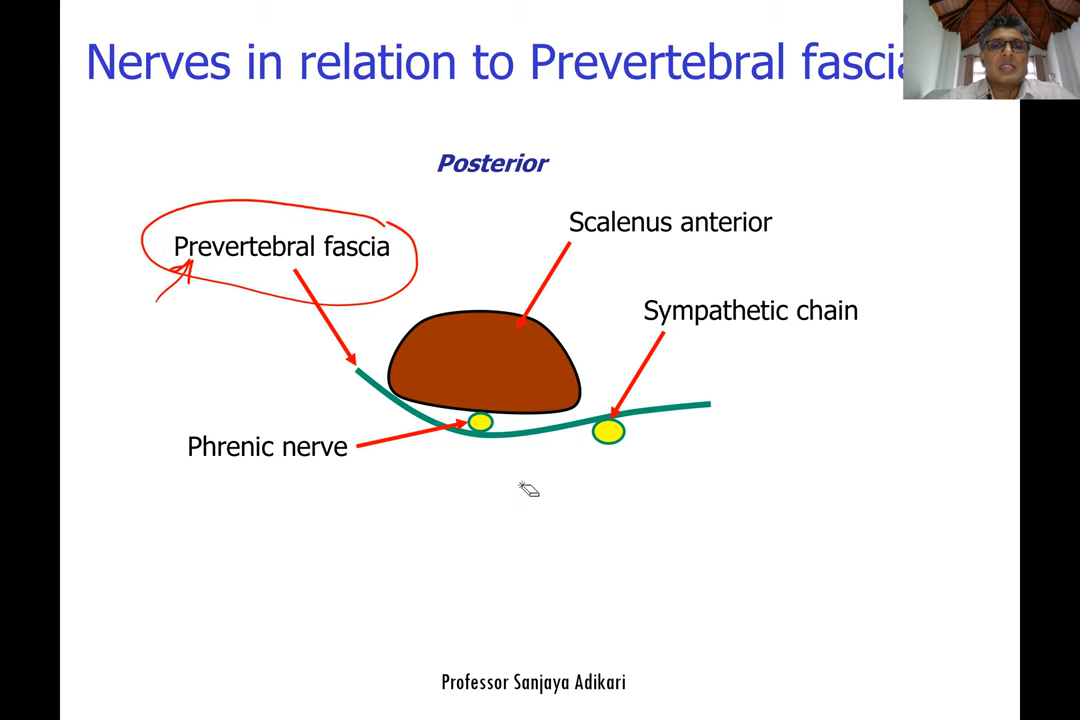 Nerves in relation to Prevertebral fascia
Posterior
Scalenus anterior
Prevertebral fascia
Sympathetic chain
Phrenic nerve
Professor Sanjaya Adikari